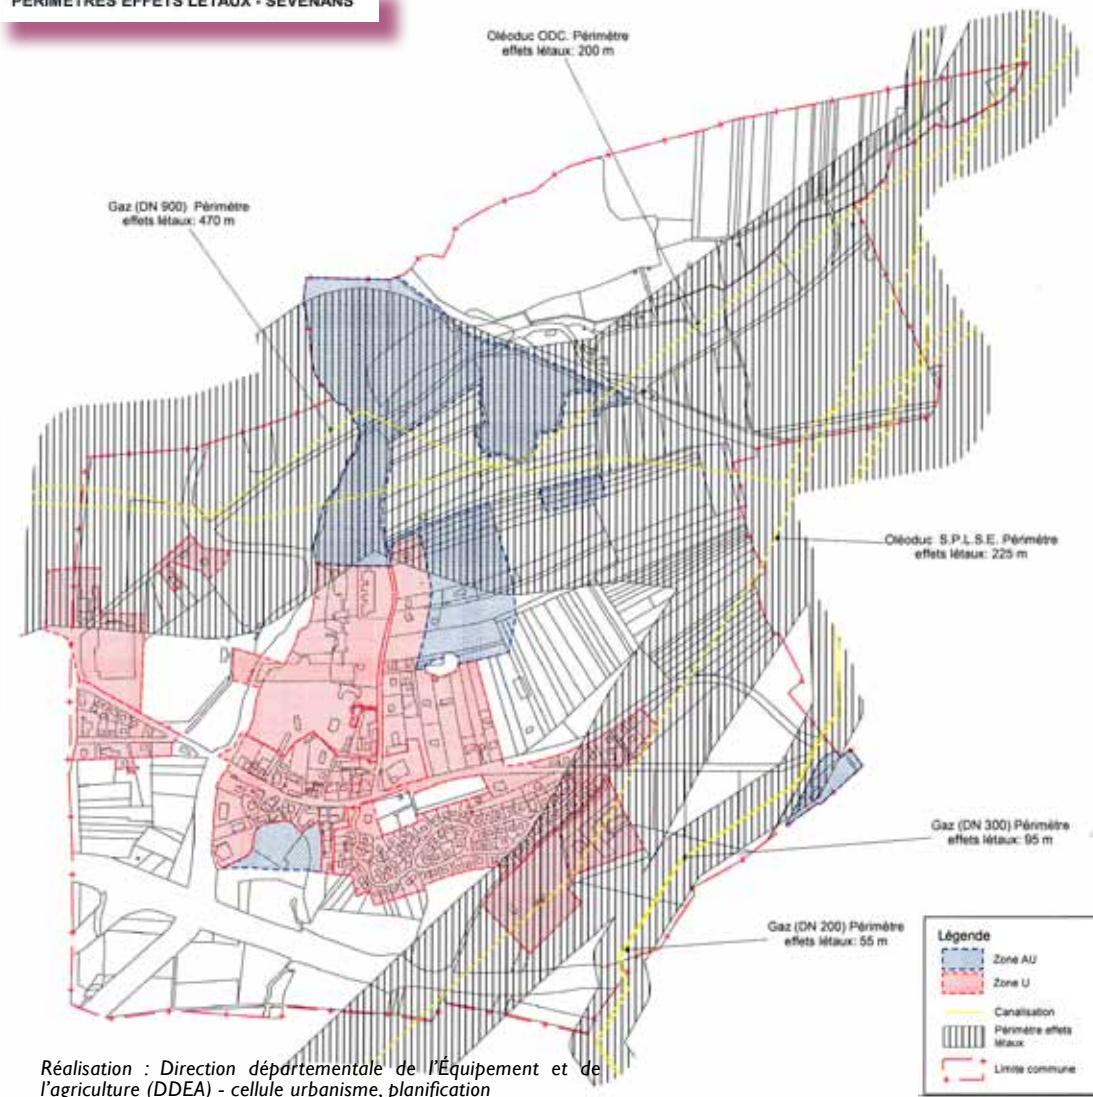 PÉRIMÈTRES EFFETS LÉTAUX - SEVENANS
Oléoduc ODC. Périmètre
effets létaux: 200 m
Gaz (DN 900) Périmètre
effets létaux: 470 m
Oléoduc S.P.L.S.E. Périmètre
effets létaux: 225 m
Gaz (DN 300) Périmètre
effets létaux: 95 m
Gaz (DN 200) Périmètre
effets létaux: 55 m
Légende
Zone AU
Zone U
Canalisation
Périmètre effets
létaux
Limite commune
Réalisation : Direction départementale de l'Équipement et de
l'agriculture (DDEA) - cellule urbanisme, planification